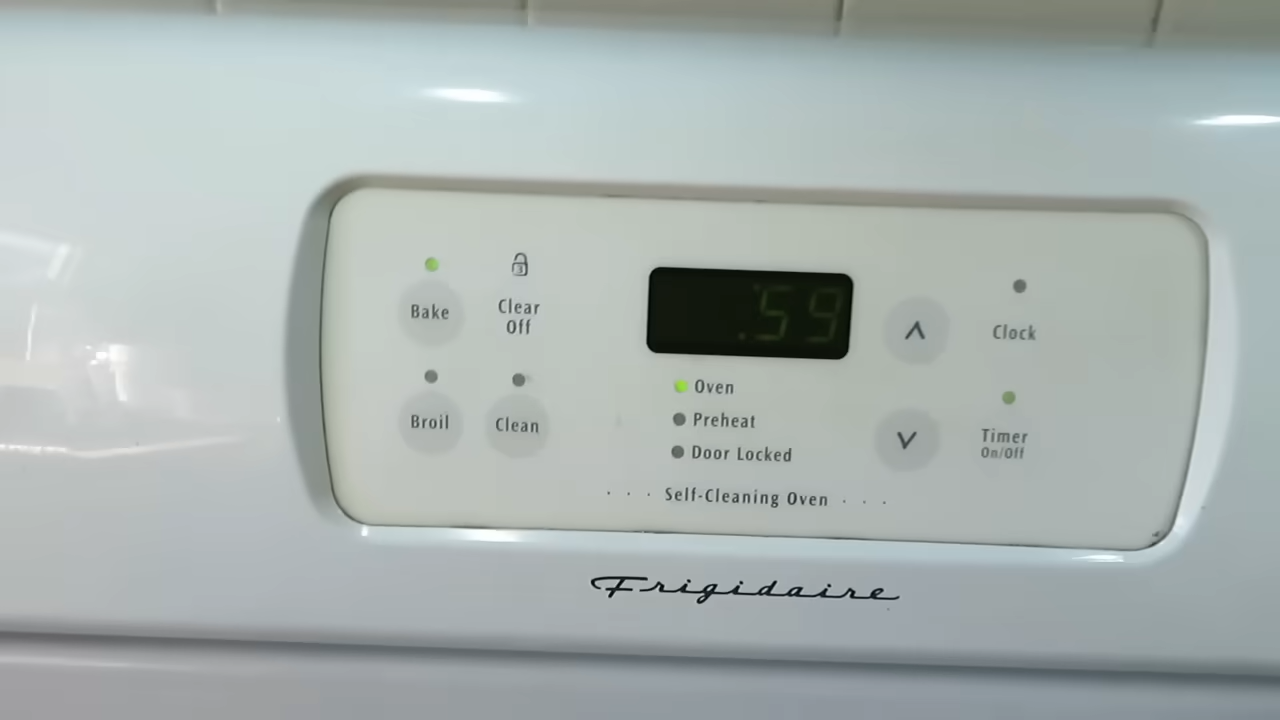 Bake
Clear
Off
Broil
Clean
:59
Oven
Preheat
Door Locked
· · · Self-Cleaning Oven · · ·
Clock
Timer
On/Off
Frigidaire